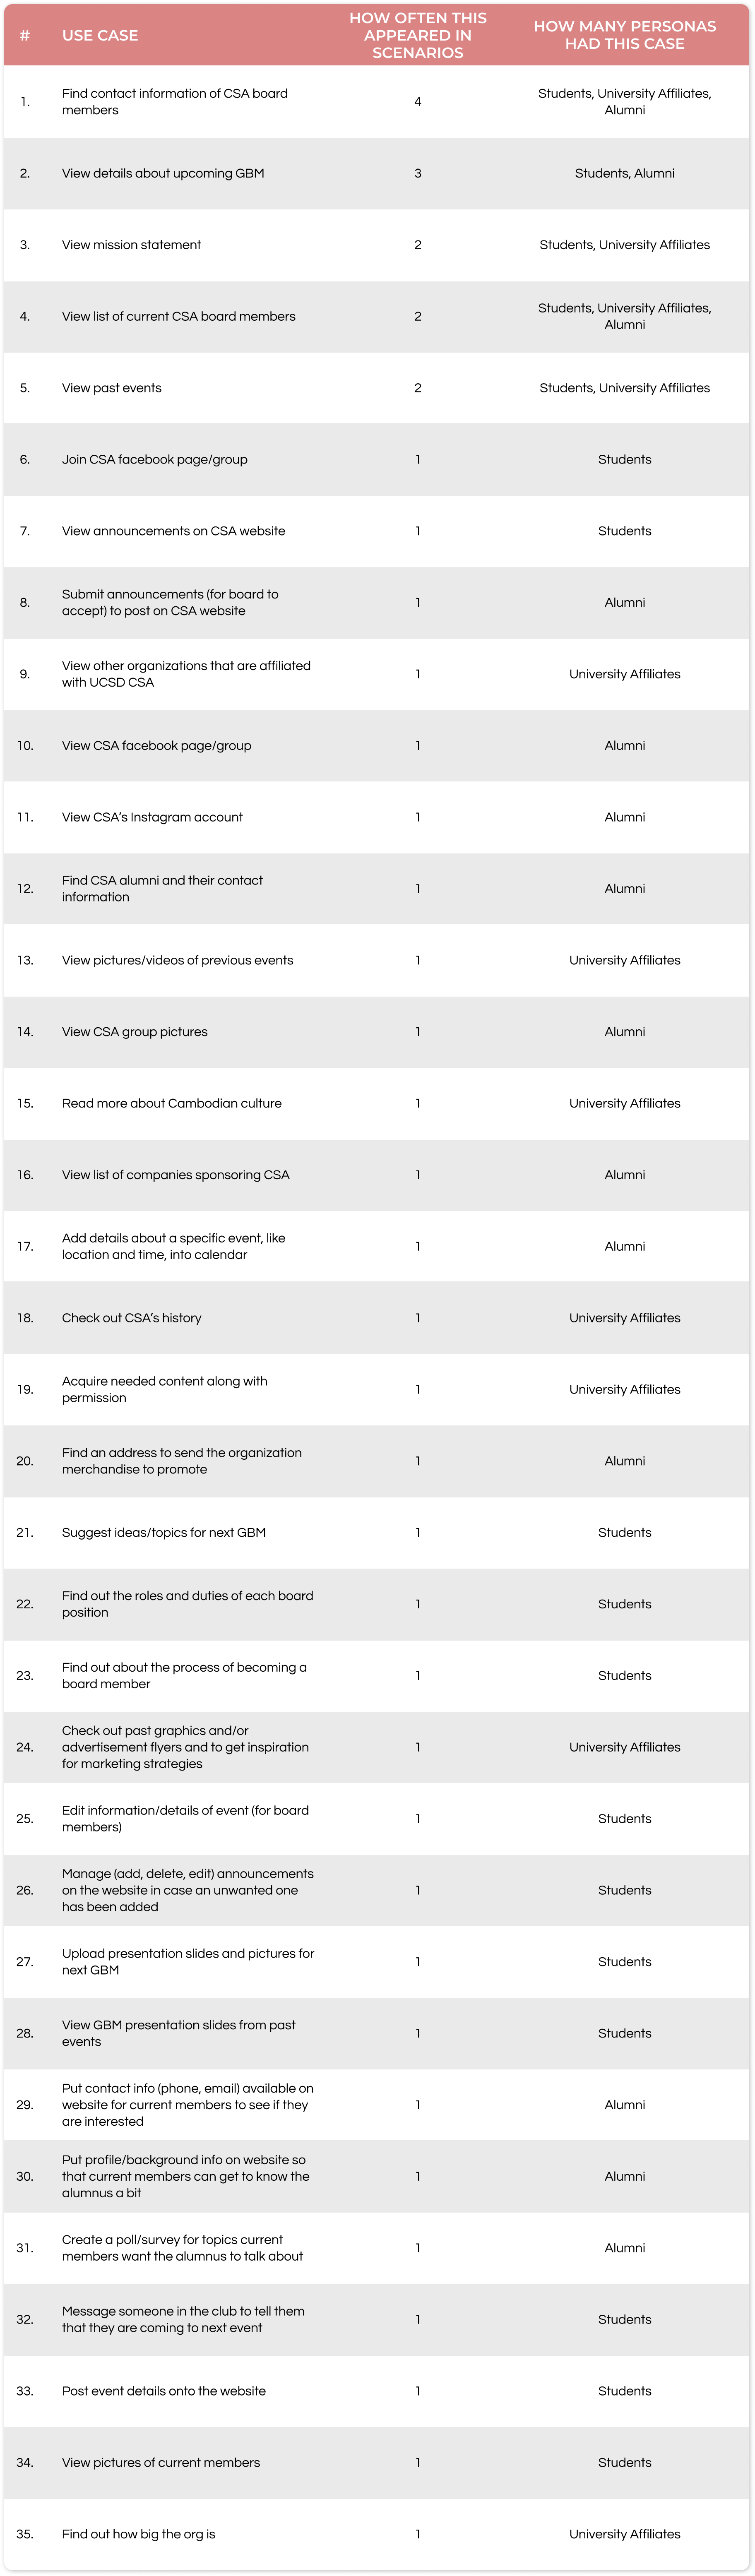 # USE CASE HOW OFTEN THIS APPEARED IN SCENARIOS HOW MANY PERSONAS HAD THIS CASE
1. Find contact information of CSA board members 4 Students, University Affiliates, Alumni
2. View details about upcoming GBM 3 Students, Alumni
3. View mission statement 2 Students, University Affiliates
4. View list of current CSA board members 2 Students, University Affiliates, Alumni
5. View past events 2 Students, University Affiliates
6. Join CSA facebook page/group 1 Students
7. View announcements on CSA website 1 Students
8. Submit announcements (for board to accept) to post on CSA website 1 Alumni
9. View other organizations that are affiliated with UCSD CSA 1 University Affiliates
10. View CSA facebook page/group 1 Alumni
11. View CSA’s Instagram account 1 Alumni
12. Find CSA alumni and their contact information 1 Alumni
13. View pictures/videos of previous events 1 University Affiliates
14. View CSA group pictures 1 Alumni
15. Read more about Cambodian culture 1 University Affiliates
16. View list of companies sponsoring CSA 1 Alumni
17. Add details about a specific event, like location and time, into calendar 1 Alumni
18. Check out CSA’s history 1 University Affiliates
19. Acquire needed content along with permission 1 University Affiliates
20. Find an address to send the organization merchandise to promote 1 Alumni
21. Suggest ideas/topics for next GBM 1 Students
22. Find out the roles and duties of each board position 1 Students
23. Find out about the process of becoming a board member 1 Students
24. Check out past graphics and/or advertisement flyers and to get inspiration for marketing strategies 1 University Affiliates
25. Edit information/details of event (for board members) 1 Students
26. Manage (add, delete, edit) announcements on the website in case an unwanted one has been added 1 Students
27. Upload presentation slides and pictures for next GBM 1 Students
28. View GBM presentation slides from past events 1 Students
29. Put contact info (phone, email) available on website for current members to see if they are interested 1 Alumni
30. Put profile/background info on website so that current members can get to know the alumnus a bit 1 Alumni
31. Create a poll/survey for topics current members want the alumnus to talk about 1 Alumni
32. Message someone in the club to tell them that they are coming to next event 1 Students
33. Post event details onto the website 1 Students
34. View pictures of current members 1 Students
35. Find out how big the org is 1 University Affiliates